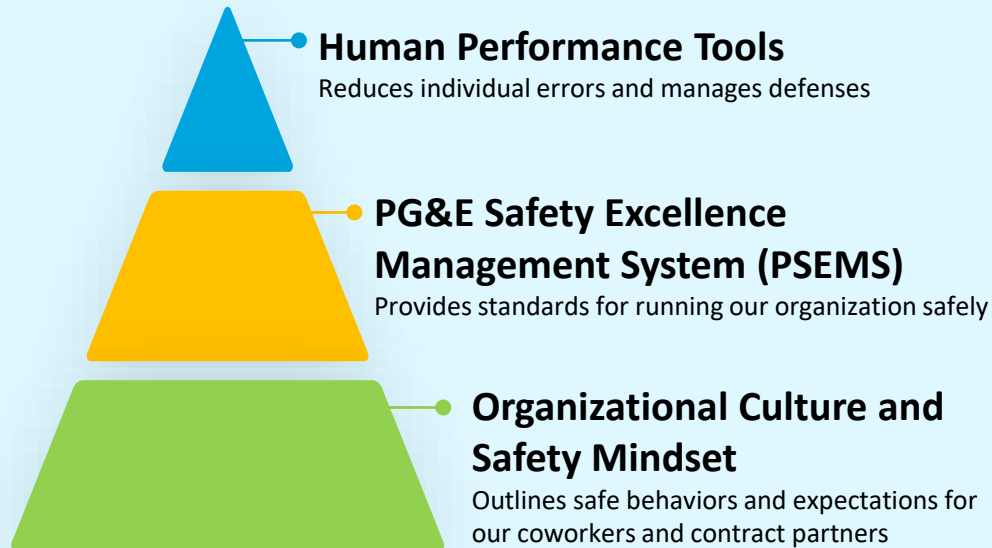 Human Performance Tools
Reduces individual errors and manages defenses
PG&E Safety Excellence
Management System (PSEMS)
Provides standards for running our organization safely
Organizational Culture and
Safety Mindset
Outlines safe behaviors and expectations for
our coworkers and contract partners